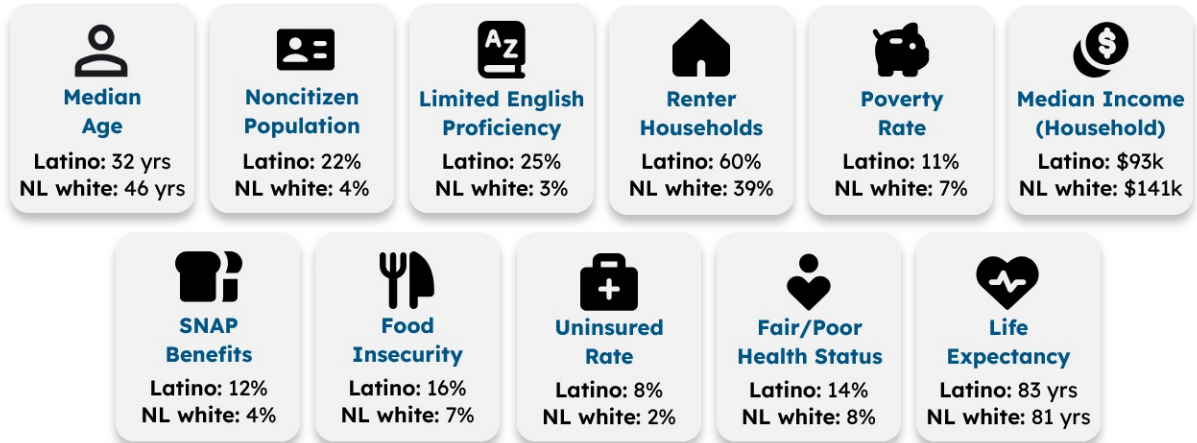 Median
Age
Latino: 32 yrs
NL white: 46 yrs
Noncitizen
Population
Latino: 22%
NL white: 4%
A Z
Limited English
Proficiency
Latino: 25%
NL white: 3%
Renter
Households
Latino: 60%
NL white: 39%
Poverty
Rate
Latino: 11%
NL white: 7%
$
Median Income
(Household)
Latino: $93k
NL white: $141k
SNAP
Benefits
Latino: 12%
NL white: 4%
Food
Insecurity
Latino: 16%
NL white: 7%
Uninsured
Rate
Latino: 8%
NL white: 2%
Fair/Poor
Health Status
Latino: 14%
NL white: 8%
Life
Expectancy
Latino: 83 yrs
NL white: 81 yrs